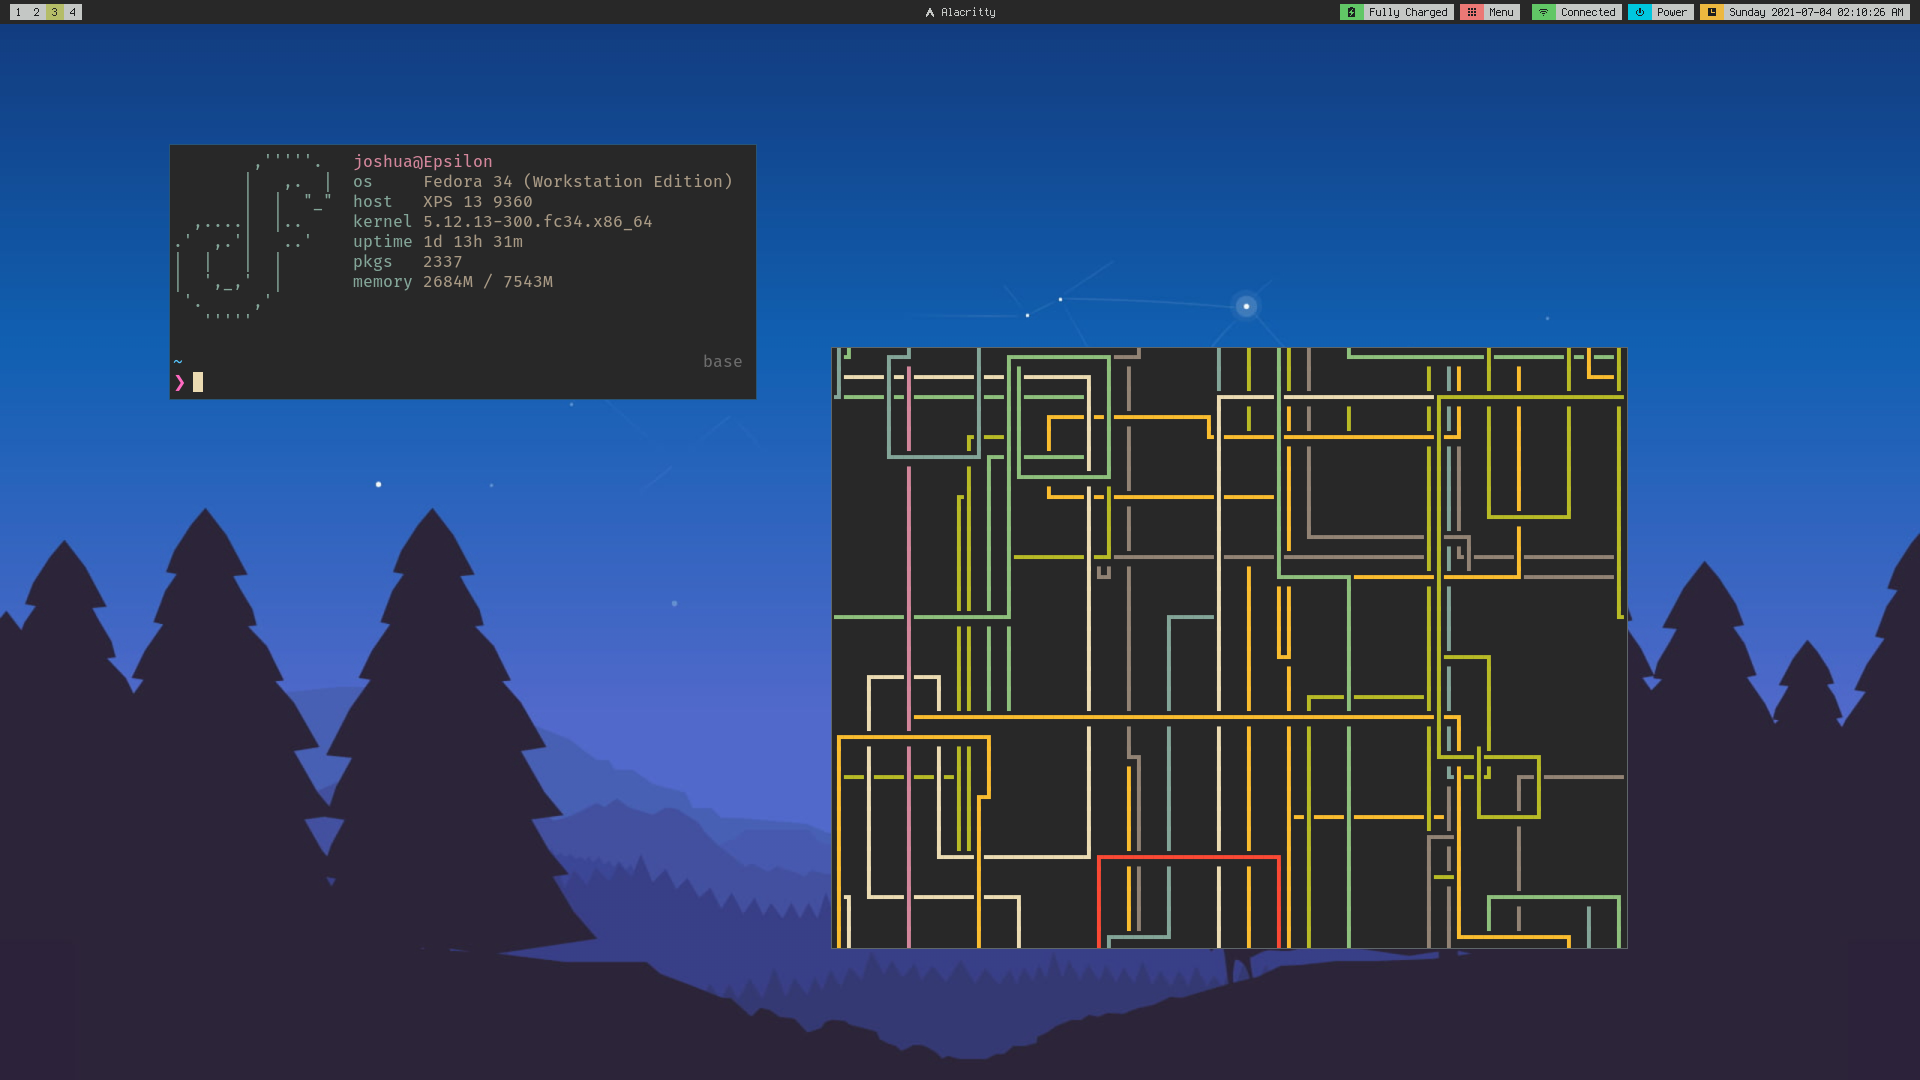 1 2 3 4
Alacritty
Fully Charged
Menu
Connected
Power
Sunday 2021-07-04 02:10:26 AM
joshua@Epsilon
os Fedora 34 (Workstation Edition)
host XPS 13 9360
kernel 5.12.13-300.fc34.x86_64
uptime 1d 13h 31m
pkgs 2337
memory 2684M / 7543M
~ base
❯